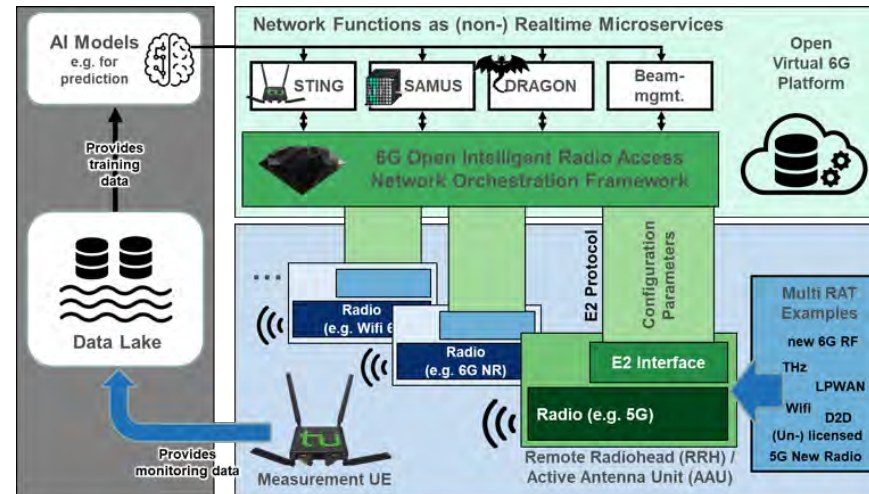 AI Models
e.g. for
prediction
Provides
training
data
Data Lake
Provides
monitoring data
Network Functions as (non-) Realtime Microservices
STING
SAMUS
DRAGON
Beam-
mgmt.
Open
Virtual 6G
Platform
6G Open Intelligent Radio Access
Network Orchestration Framework
E2 Protocol
Configuration
Parameters
...
Radio
(e.g. Wifi 6
Radio
(e.g. 6G NR)
E2 Interface
Radio (e.g. 5G)
Remote Radiohead (RRH) /
Active Antenna Unit (AAU)
tu
Measurement UE
Multi RAT
Examples
new 6G RF
THz
LPWAN
Wifi
D2D
(Un-) licensed
5G New Radio